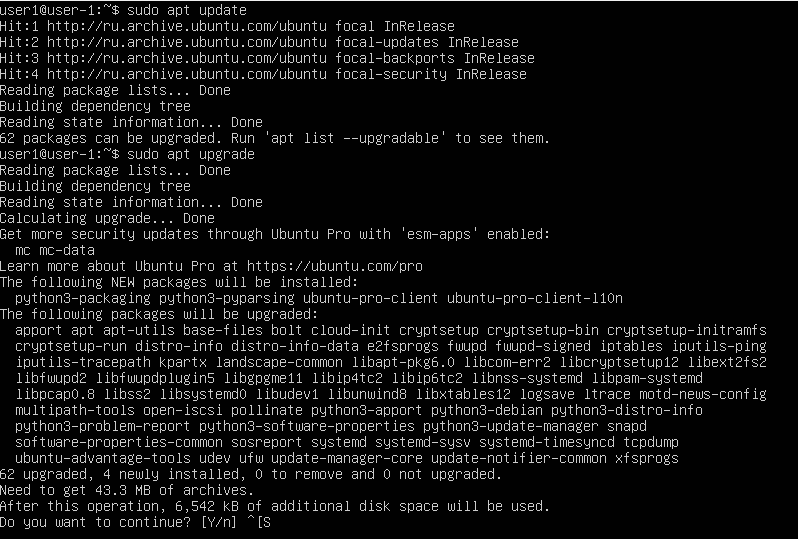 user1@user-1:~$ sudo apt update
Hit:1 http://ru.archive.ubuntu.com/ubuntu focal InRelease
Hit:2 http://ru.archive.ubuntu.com/ubuntu focal-updates InRelease
Hit:3 http://ru.archive.ubuntu.com/ubuntu focal-backports InRelease
Hit:4 http://ru.archive.ubuntu.com/ubuntu focal-security InRelease
Reading package lists... Done
Building dependency tree
Reading state information... Done
62 packages can be upgraded. Run 'apt list --upgradable' to see them.
user1@user-1:~$ sudo apt upgrade
Reading package lists... Done
Building dependency tree
Reading state information... Done
Calculating upgrade... Done
Get more security updates through Ubuntu Pro with 'esm-apps' enabled:
  mc mc-data
Learn more about Ubuntu Pro at https://ubuntu.com/pro
The following NEW packages will be installed:
  python3-packaging python3-pyparsing ubuntu-pro-client ubuntu-pro-client-l10n
The following packages will be upgraded:
  apport apt apt-utils base-files bolt cloud-init cryptsetup cryptsetup-bin cryptsetup-initramfs
  cryptsetup-run distro-info distro-info-data e2fsprogs fwupd fwupd-signed iptables iputils-ping
  iputils-tracepath kpartx landscape-common libapt-pkg6.0 libcom-err2 libcryptsetup12 libext2fs2
  libfwupd2 libfwupdplugin5 libgpgme11 libip4tc2 libip6tc2 libnss-systemd libpam-systemd
  libpcap0.8 libss2 libsystemd0 libudev1 libunwind8 libxtables12 logsave ltrace motd-news-config
  multipath-tools open-iscsi pollinate python3-apport python3-debian python3-distro-info
  python3-problem-report python3-software-properties python3-update-manager snapd
  software-properties-common sosreport systemd systemd-sysv systemd-timesyncd tcpdump
  ubuntu-advantage-tools udev ufw update-manager-core update-notifier-common xfsprogs
62 upgraded, 4 newly installed, 0 to remove and 0 not upgraded.
Need to get 43.3 MB of archives.
After this operation, 6,542 kB of additional disk space will be used.
Do you want to continue? [Y/n] ^[S